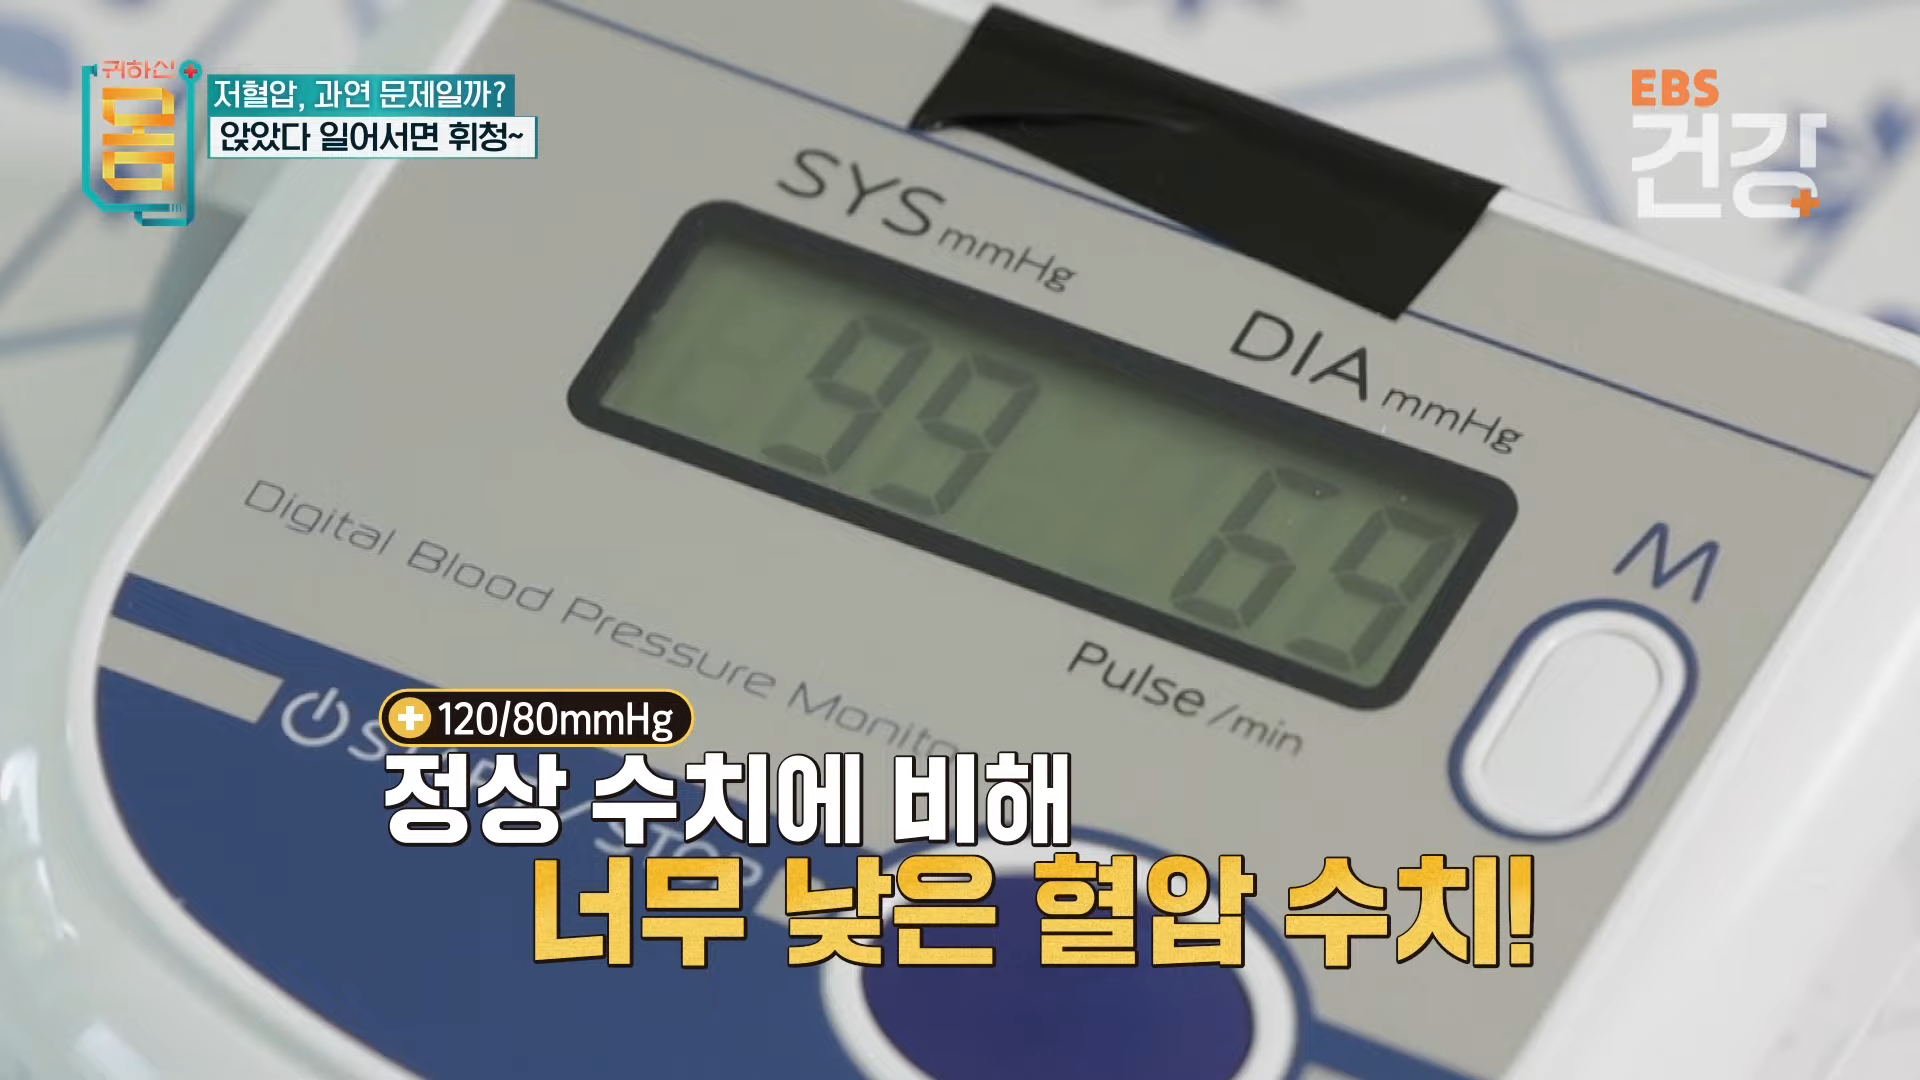 귀하신
몸
저혈압, 과연 문제일까?
앉았다 일어서면 휘청~
EBS
건강
SYS mmHg
DIA mmHg
99 69
M
Digital Blood Pressure Monitor
Pulse /min
120/80mmHg
정상 수치에 비해
너무 낮은 혈압 수치!